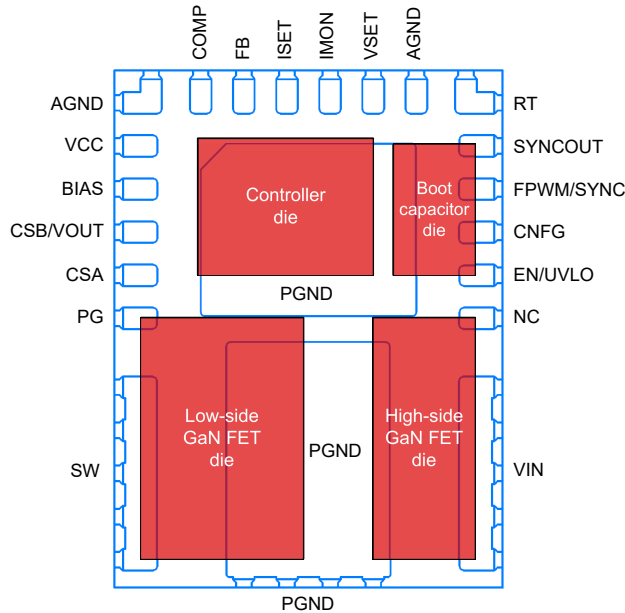 COMP
FB
ISET
IMON
VSET
AGND
AGND
RT
VCC
SYNCOUT
BIAS
FPWM/SYNC
CSB/VOUT
CNFG
CSA
EN/UVLO
PG
NC
Controller
die
Boot
capacitor
die
PGND
Low-side
GaN FET
die
PGND
High-side
GaN FET
die
SW
VIN
PGND